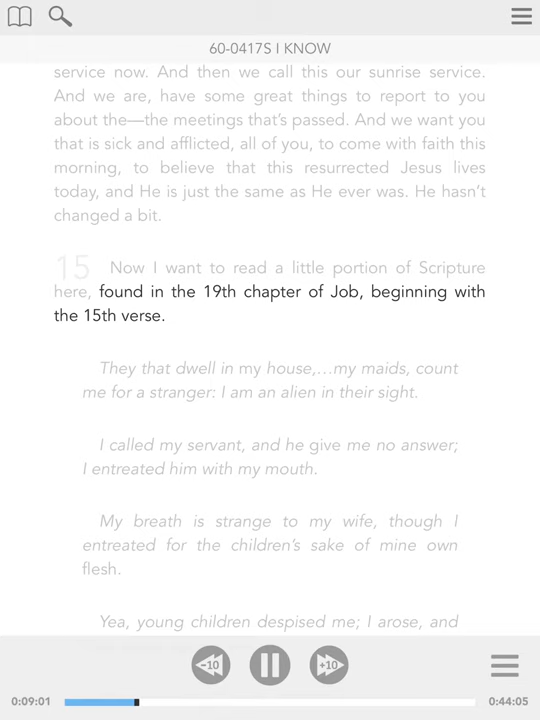 60-0417S I KNOW
service now. And then we call this our sunrise service.
And we are, have some great things to report to you
about the—the meetings that's passed. And we want you
that is sick and afflicted, all of you, to come with faith this
morning, to believe that this resurrected Jesus lives
today, and He is just the same as He ever was. He hasn't
changed a bit.
15 Now I want to read a little portion of Scripture
here, found in the 19th chapter of Job, beginning with
the 15th verse.
They that dwell in my house,…my maids, count
me for a stranger: I am an alien in their sight.
I called my servant, and he give me no answer;
I entreated him with my mouth.
My breath is strange to my wife, though I
entreated for the children's sake of mine own
flesh.
Yea, young children despised me; I arose, and
-10
+10
0:09:01
0:44:05